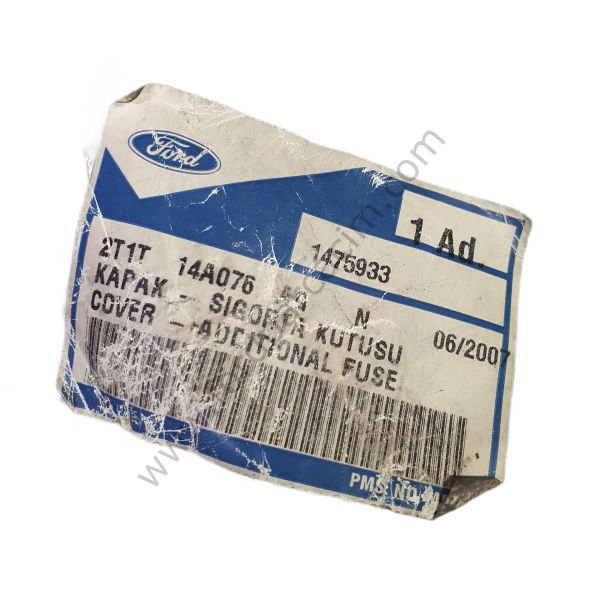 Ford
1 Ad.
1475933
2T1T 14A076 N
06/2007
KAPAK - SIGORTA KUTUSU
COVER - ADDITIONAL FUSE